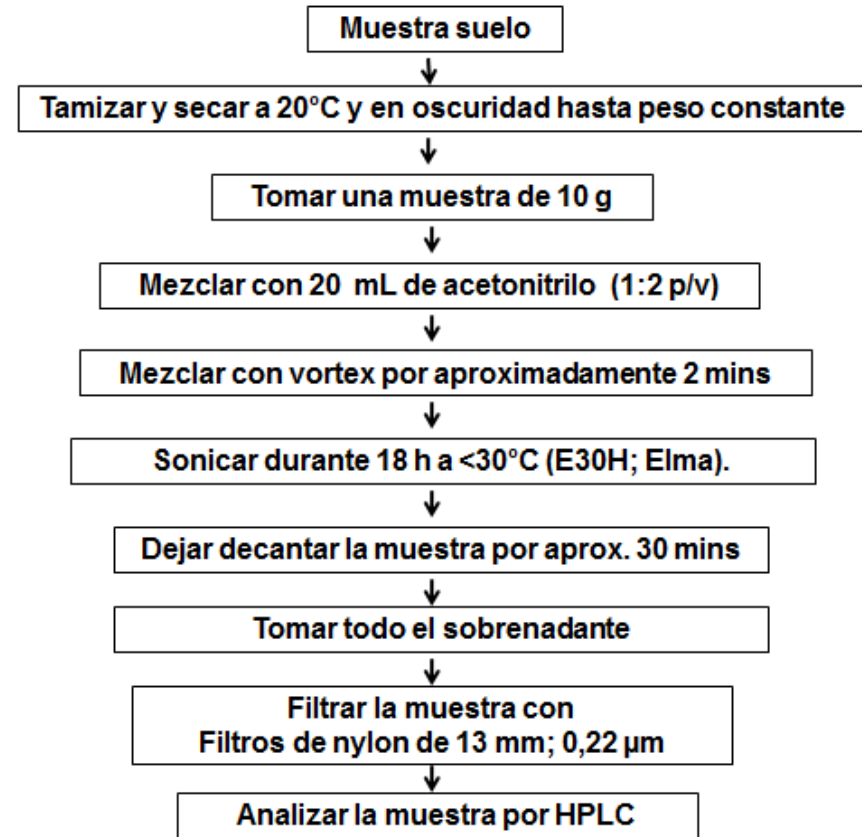 Muestra suelo
Tamizar y secar a 20°C y en oscuridad hasta peso constante
Tomar una muestra de 10 g
Mezclar con 20 mL de acetonitrilo (1:2 p/v)
Mezclar con vortex por aproximadamente 2 mins
Sonicar durante 18 h a <30°C (E30H; Elma).
Dejar decantar la muestra por aprox. 30 mins
Tomar todo el sobrenadante
Filtrar la muestra con
Filtros de nylon de 13 mm; 0,22 µm
Analizar la muestra por HPLC